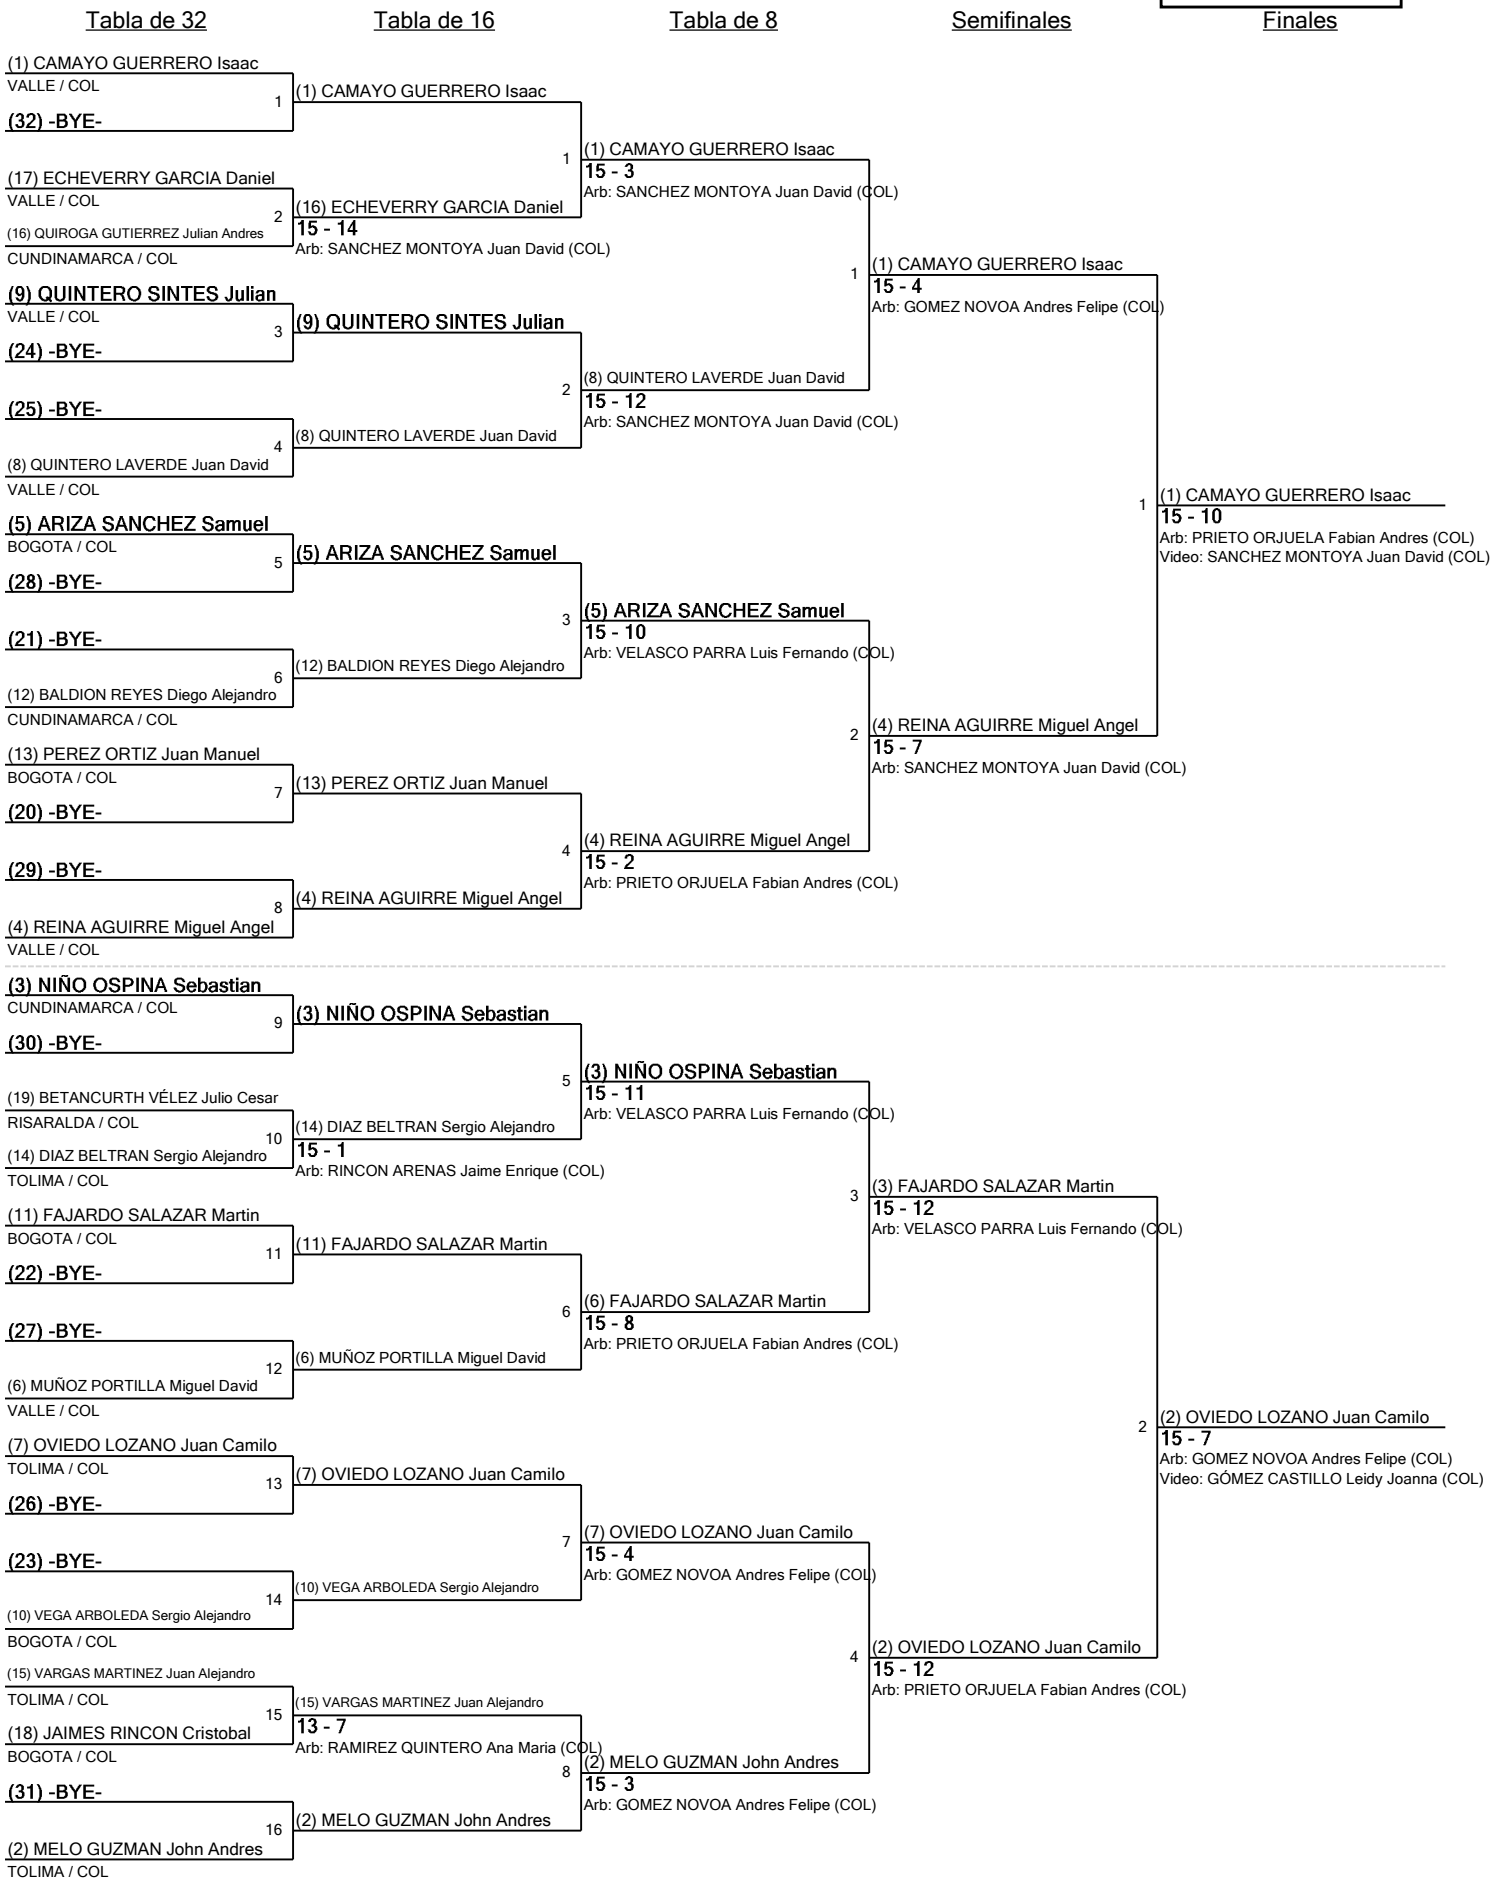 Tabla de 32
Tabla de 16
Tabla de 8
Semifinales
Finales
(1) CAMAYO GUERRERO Isaac
VALLE / COL
1
(32) -BYE-
(17) ECHEVERRY GARCIA Daniel
VALLE / COL
2
(16) QUIROGA GUTIERREZ Julian Andres
CUNDINAMARCA / COL
(9) QUINTERO SINTES Julian
VALLE / COL
3
(24) -BYE-
(25) -BYE-
4
(8) QUINTERO LAVERDE Juan David
VALLE / COL
(5) ARIZA SANCHEZ Samuel
BOGOTA / COL
5
(28) -BYE-
(21) -BYE-
6
(12) BALDION REYES Diego Alejandro
CUNDINAMARCA / COL
(13) PEREZ ORTIZ Juan Manuel
BOGOTA / COL
7
(20) -BYE-
(29) -BYE-
8
(4) REINA AGUIRRE Miguel Angel
VALLE / COL
(3) NIÑO OSPINA Sebastian
CUNDINAMARCA / COL
9
(30) -BYE-
(19) BETANCURTH VÉLEZ Julio Cesar
RISARALDA / COL
10
(14) DIAZ BELTRAN Sergio Alejandro
TOLIMA / COL
(11) FAJARDO SALAZAR Martin
BOGOTA / COL
11
(22) -BYE-
(27) -BYE-
12
(6) MUÑOZ PORTILLA Miguel David
VALLE / COL
(7) OVIEDO LOZANO Juan Camilo
TOLIMA / COL
13
(26) -BYE-
(23) -BYE-
14
(10) VEGA ARBOLEDA Sergio Alejandro
BOGOTA / COL
(15) VARGAS MARTINEZ Juan Alejandro
TOLIMA / COL
15
(18) JAIMES RINCON Cristobal
BOGOTA / COL
(31) -BYE-
16
(2) MELO GUZMAN John Andres
TOLIMA / COL
(1) CAMAYO GUERRERO Isaac
1
(16) ECHEVERRY GARCIA Daniel
15 - 14
Arb: SANCHEZ MONTOYA Juan David (COL)
(9) QUINTERO SINTES Julian
2
(8) QUINTERO LAVERDE Juan David
(5) ARIZA SANCHEZ Samuel
3
(12) BALDION REYES Diego Alejandro
(13) PEREZ ORTIZ Juan Manuel
4
(4) REINA AGUIRRE Miguel Angel
(3) NIÑO OSPINA Sebastian
5
(14) DIAZ BELTRAN Sergio Alejandro
15 - 1
Arb: RINCON ARENAS Jaime Enrique (COL)
(11) FAJARDO SALAZAR Martin
6
(6) MUÑOZ PORTILLA Miguel David
(7) OVIEDO LOZANO Juan Camilo
7
(10) VEGA ARBOLEDA Sergio Alejandro
(15) VARGAS MARTINEZ Juan Alejandro
13 - 7
Arb: RAMIREZ QUINTERO Ana Maria (COL)
8
(2) MELO GUZMAN John Andres
(1) CAMAYO GUERRERO Isaac
15 - 3
Arb: SANCHEZ MONTOYA Juan David (COL)
1
(8) QUINTERO LAVERDE Juan David
15 - 12
Arb: SANCHEZ MONTOYA Juan David (COL)
(5) ARIZA SANCHEZ Samuel
15 - 10
Arb: VELASCO PARRA Luis Fernando (COL)
2
(4) REINA AGUIRRE Miguel Angel
15 - 2
Arb: PRIETO ORJUELA Fabian Andres (COL)
(3) NIÑO OSPINA Sebastian
15 - 11
Arb: VELASCO PARRA Luis Fernando (COL)
3
(6) FAJARDO SALAZAR Martin
15 - 8
Arb: PRIETO ORJUELA Fabian Andres (COL)
(7) OVIEDO LOZANO Juan Camilo
15 - 4
Arb: GOMEZ NOVOA Andres Felipe (COL)
4
(2) MELO GUZMAN John Andres
15 - 3
Arb: GOMEZ NOVOA Andres Felipe (COL)
(1) CAMAYO GUERRERO Isaac
15 - 4
Arb: GOMEZ NOVOA Andres Felipe (COL)
1
(4) REINA AGUIRRE Miguel Angel
15 - 7
Arb: SANCHEZ MONTOYA Juan David (COL)
(3) FAJARDO SALAZAR Martin
15 - 12
Arb: VELASCO PARRA Luis Fernando (COL)
2
(2) OVIEDO LOZANO Juan Camilo
15 - 12
Arb: PRIETO ORJUELA Fabian Andres (COL)
(1) CAMAYO GUERRERO Isaac
15 - 10
Arb: PRIETO ORJUELA Fabian Andres (COL)
Video: SANCHEZ MONTOYA Juan David (COL)
(2) OVIEDO LOZANO Juan Camilo
15 - 7
Arb: GOMEZ NOVOA Andres Felipe (COL)
Video: GÓMEZ CASTILLO Leidy Joanna (COL)